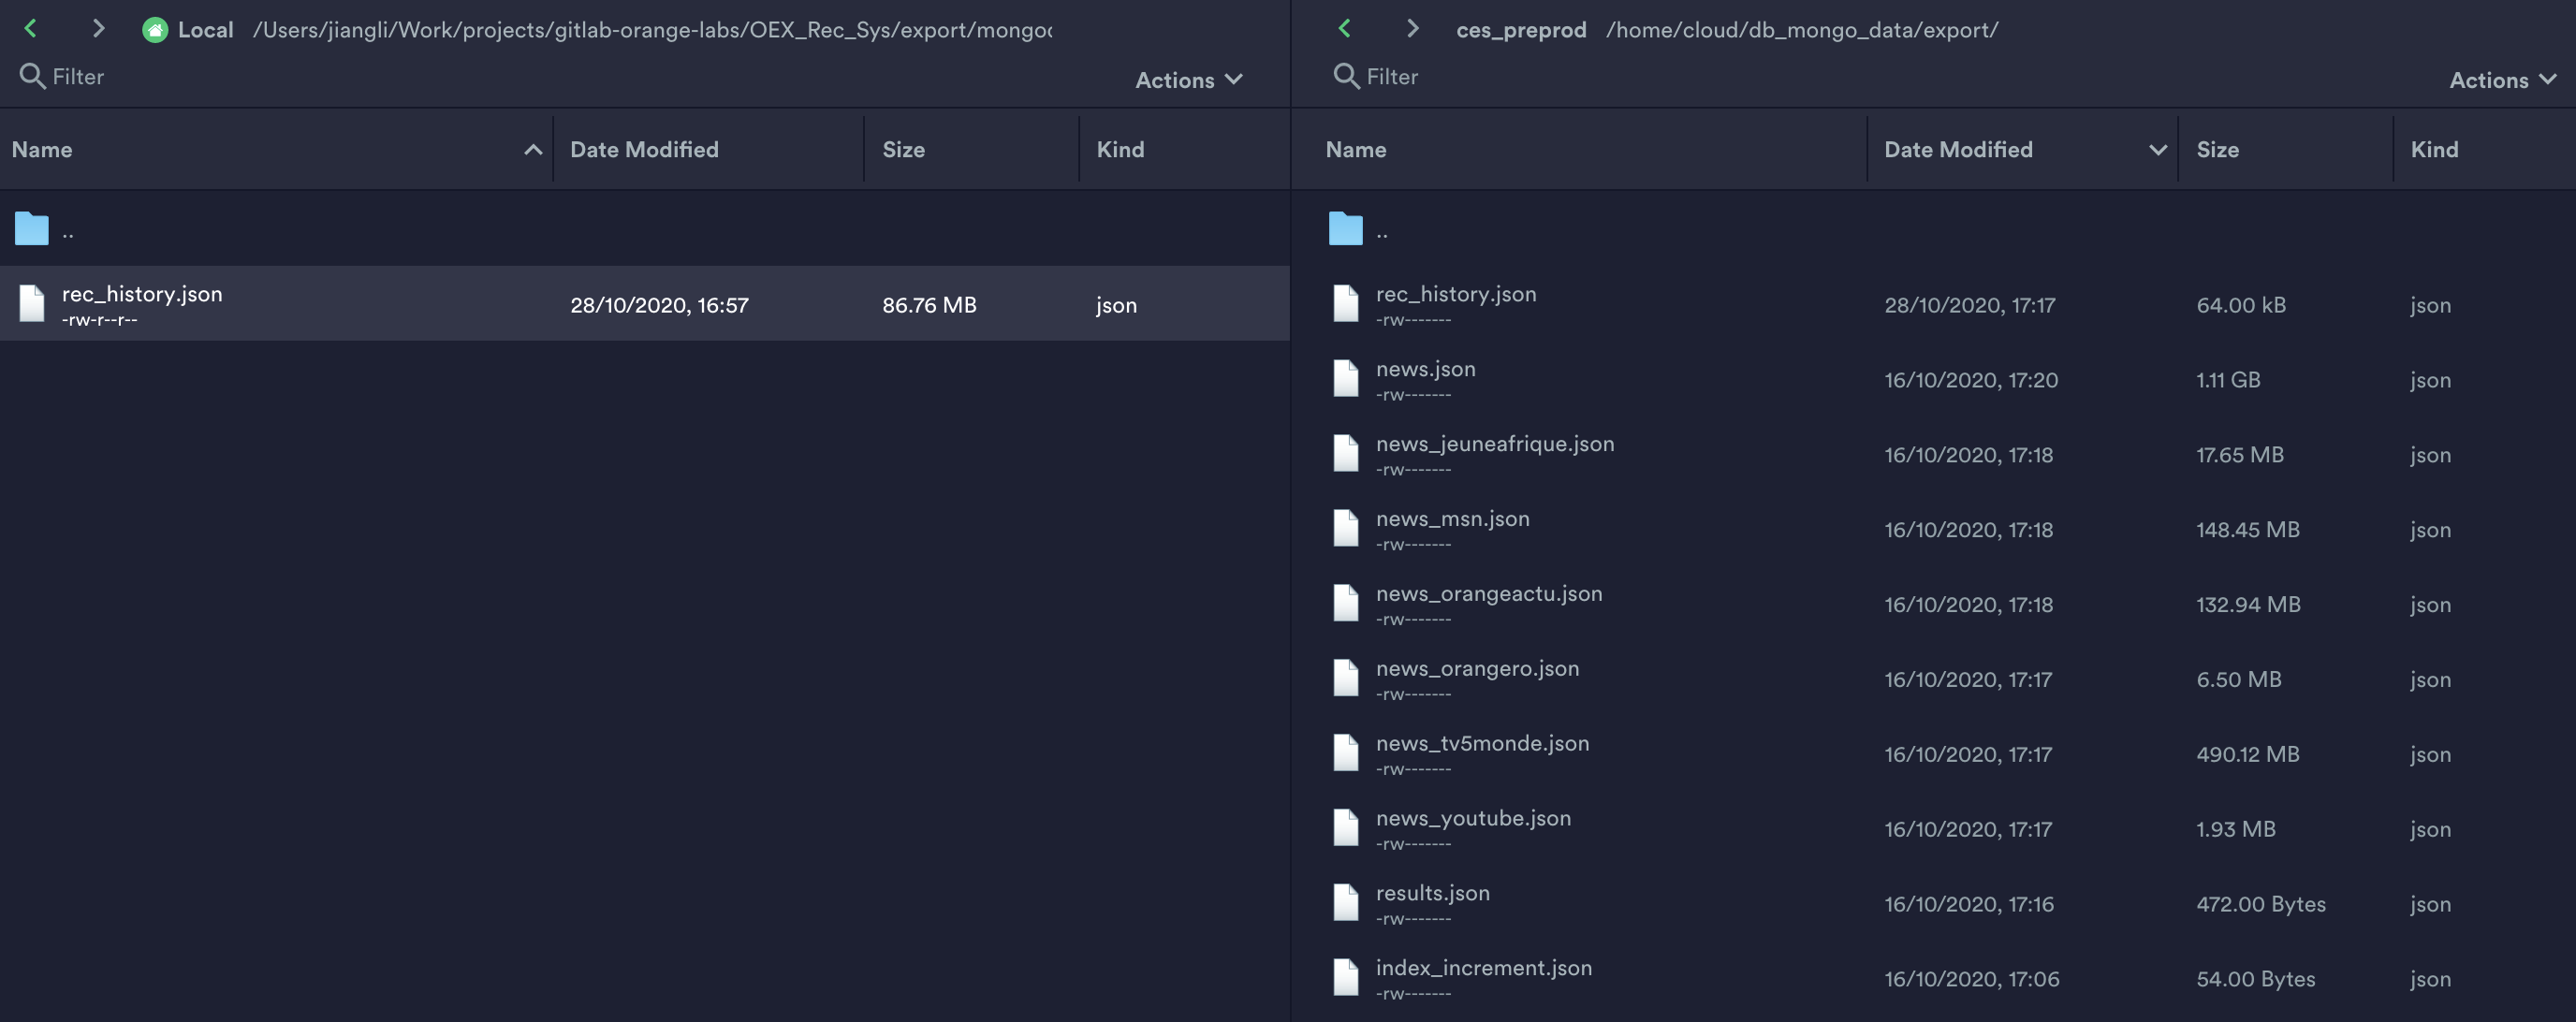 Local /Users/jiangli/Work/projects/gitlab-orange-labs/OEX_Rec_Sys/export/mongo
Filter
Actions
Name Date Modified Size Kind
..
rec_history.json 28/10/2020, 16:57 86.76 MB json
-rw-r--r--
ces_preprod /home/cloud/db_mongo_data/export/
Filter
Actions
Name Date Modified Size Kind
..
rec_history.json 28/10/2020, 17:17 64.00 kB json
-rw-------
news.json 16/10/2020, 17:20 1.11 GB json
-rw-------
news_jeuneafrique.json 16/10/2020, 17:18 17.65 MB json
-rw-------
news_msn.json 16/10/2020, 17:18 148.45 MB json
-rw-------
news_orangeactu.json 16/10/2020, 17:18 132.94 MB json
-rw-------
news_orangero.json 16/10/2020, 17:17 6.50 MB json
-rw-------
news_tv5monde.json 16/10/2020, 17:17 490.12 MB json
-rw-------
news_youtube.json 16/10/2020, 17:17 1.93 MB json
-rw-------
results.json 16/10/2020, 17:16 472.00 Bytes json
-rw-------
index_increment.json 16/10/2020, 17:06 54.00 Bytes json
-rw-------